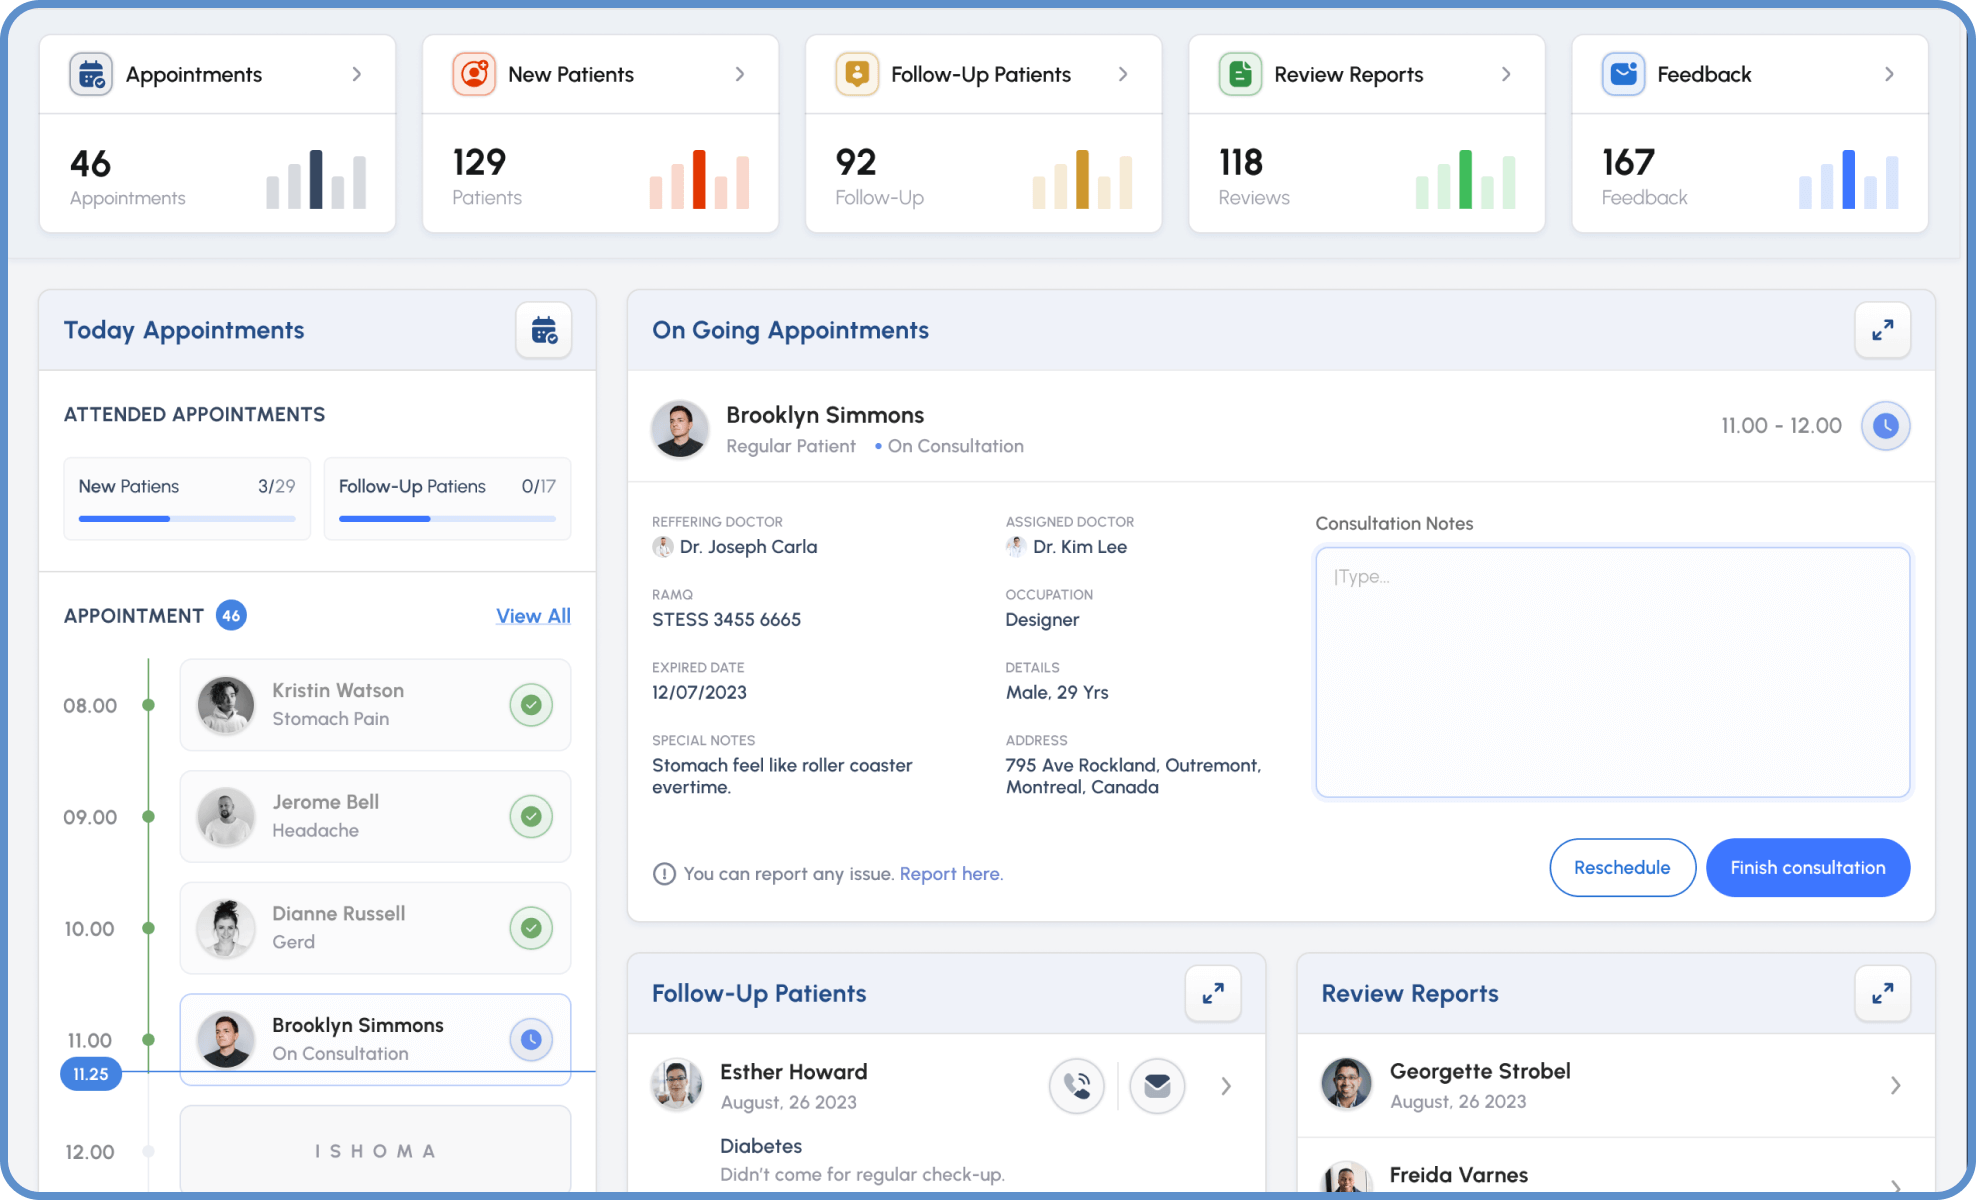 Appointments
46
Appointments
New Patients
129
Patients
Follow-Up Patients
92
Follow-Up
Review Reports
118
Reviews
Feedback
167
Feedback
Today Appointments
ATTENDED APPOINTMENTS
New Patiens 3/29
Follow-Up Patiens 0/17
APPOINTMENT 46 View All
08.00
Kristin Watson
Stomach Pain
09.00
Jerome Bell
Headache
10.00
Dianne Russell
Gerd
11.00
Brooklyn Simmons
On Consultation
11.25
12.00
ISHOMA
On Going Appointments
Brooklyn Simmons
Regular Patient • On Consultation
11.00 - 12.00
REFFERING DOCTOR
Dr. Joseph Carla
ASSIGNED DOCTOR
Dr. Kim Lee
RAMQ
STESS 3455 6665
OCCUPATION
Designer
EXPIRED DATE
12/07/2023
DETAILS
Male, 29 Yrs
SPECIAL NOTES
Stomach feel like roller coaster
evertime.
ADDRESS
795 Ave Rockland, Outremont,
Montreal, Canada
Consultation Notes
|Type...
You can report any issue. Report here.
Reschedule
Finish consultation
Follow-Up Patients
Esther Howard
August, 26 2023
Diabetes
Didn't come for regular check-up.
Review Reports
Georgette Strobel
August, 26 2023
Freida Varnes